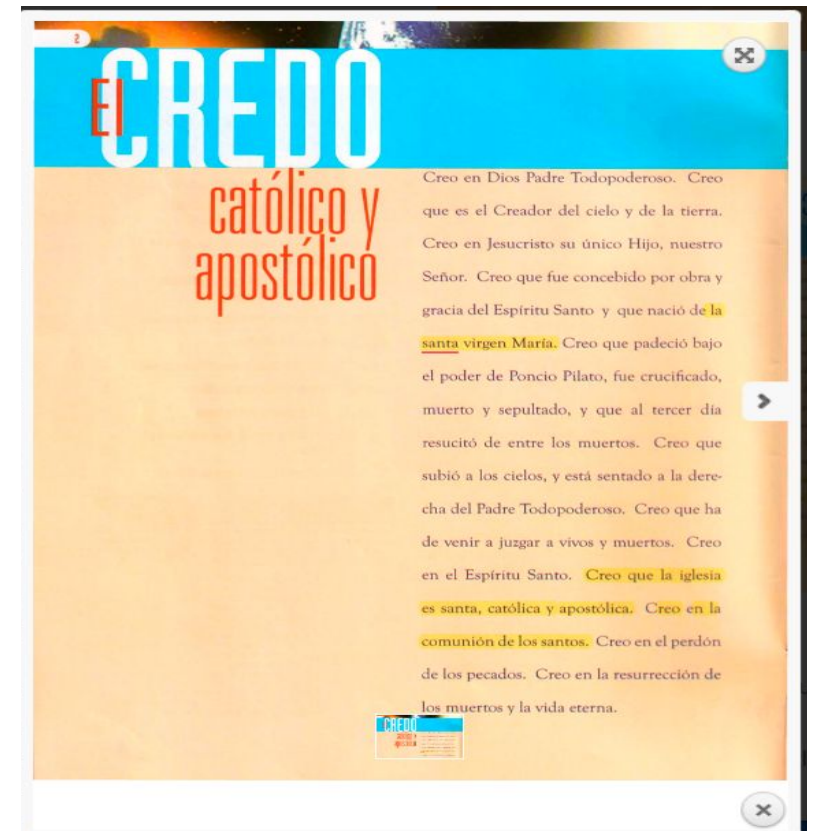 2
El CREDO
católico y
apostólico
Creo en Dios Padre Todopoderoso. Creo
que es el Creador del cielo y de la tierra.
Creo en Jesucristo su único Hijo, nuestro
Señor. Creo que fue concebido por obra y
gracia del Espíritu Santo y que nació de la
santa virgen María. Creo que padeció bajo
el poder de Poncio Pilato, fue crucificado,
muerto y sepultado, y que al tercer día
resucitó de entre los muertos. Creo que
subió a los cielos, y está sentado a la dere-
cha del Padre Todopoderoso. Creo que ha
de venir a juzgar a vivos y muertos. Creo
en el Espíritu Santo. Creo que la iglesia
es santa, católica y apostólica. Creo en la
comunión de los santos. Creo en el perdón
de los pecados. Creo en la resurrección de
los muertos y la vida eterna.
CREDO